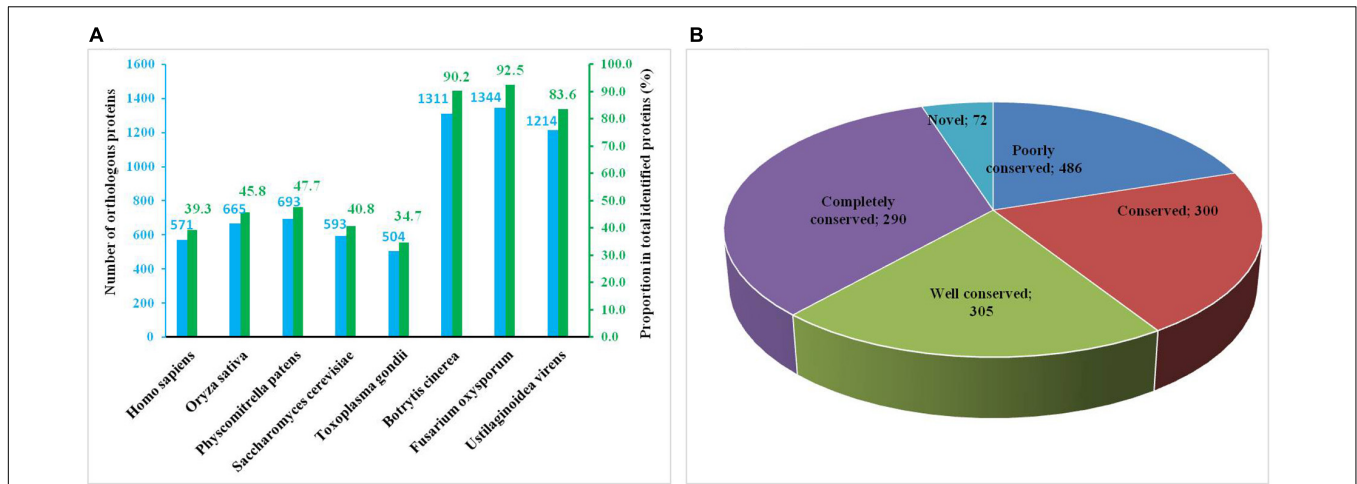 A
Number of orthologous proteins
1600
1400
1200
1000
800
600
400
200
0
571
39.3
665
45.8
693
47.7
593
40.8
504
34.7
1311
90.2
1344
92.5
1214
83.6
100.0
90.0
80.0
70.0
60.0
50.0
40.0
30.0
20.0
10.0
0.0
Proportion in total identified proteins (%)
Homo sapiens
Oryza sativa
Physcomitrella patens
Saccharomyces cerevisiae
Toxoplasma gondii
Botrytis cinerea
Fusarium oxysporum
Ustilaginoidea virens
B
Novel; 72
Poorly
conserved; 486
Conserved; 300
Well conserved;
305
Completely
conserved; 290